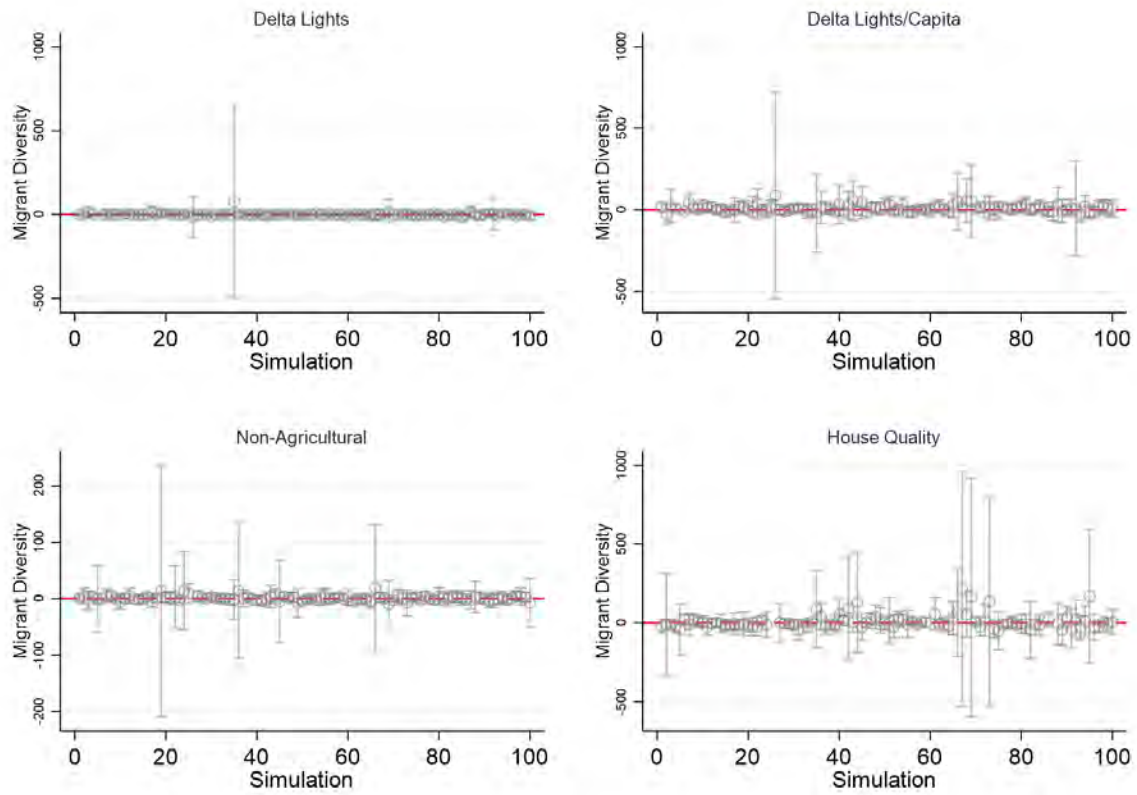 Delta Lights
1000
500
0
-500
Migrant Diversity
0 20 40 60 80 100
Simulation
Delta Lights/Capita
1000
500
0
-500
Migrant Diversity
0 20 40 60 80 100
Simulation
Non-Agricultural
200
100
0
-100
-200
Migrant Diversity
0 20 40 60 80 100
Simulation
House Quality
1000
500
0
-500
Migrant Diversity
0 20 40 60 80 100
Simulation